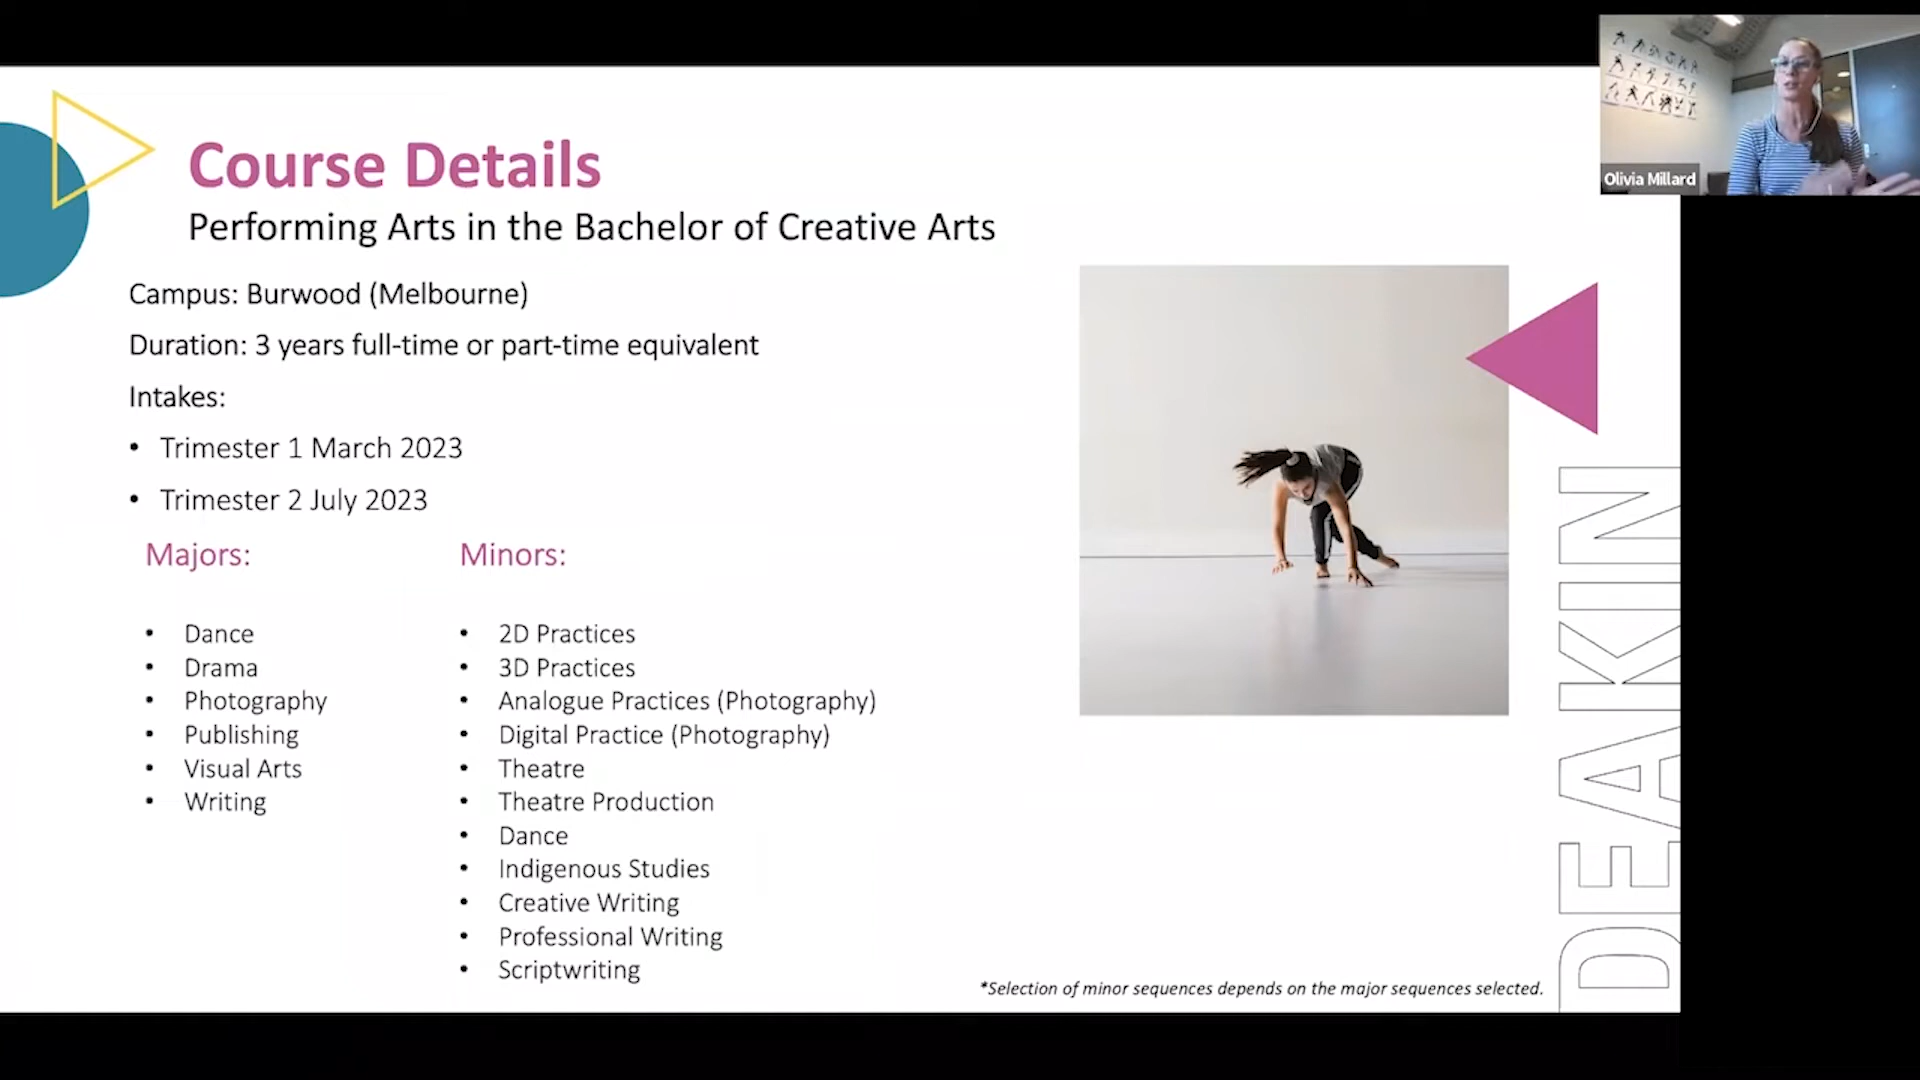 Course Details
Performing Arts in the Bachelor of Creative Arts
Campus: Burwood (Melbourne)
Duration: 3 years full-time or part-time equivalent
Intakes:
• Trimester 1 March 2023
• Trimester 2 July 2023
Majors:
• Dance
• Drama
• Photography
• Publishing
• Visual Arts
• Writing
Minors:
• 2D Practices
• 3D Practices
• Analogue Practices (Photography)
• Digital Practice (Photography)
• Theatre
• Theatre Production
• Dance
• Indigenous Studies
• Creative Writing
• Professional Writing
• Scriptwriting
*Selection of minor sequences depends on the major sequences selected.
DEAKIN
Olivia Millard